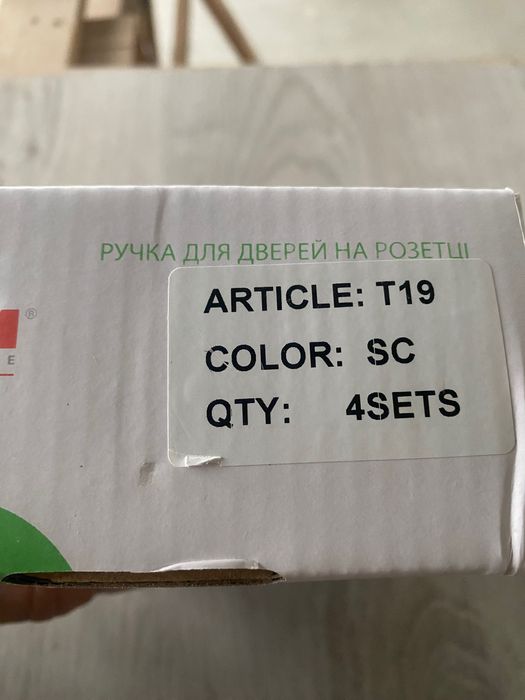 РУЧКА ДЛЯ ДВЕРЕЙ НА РОЗЕТЦІ
ARTICLE: T19
COLOR: SC
QTY: 4SETS